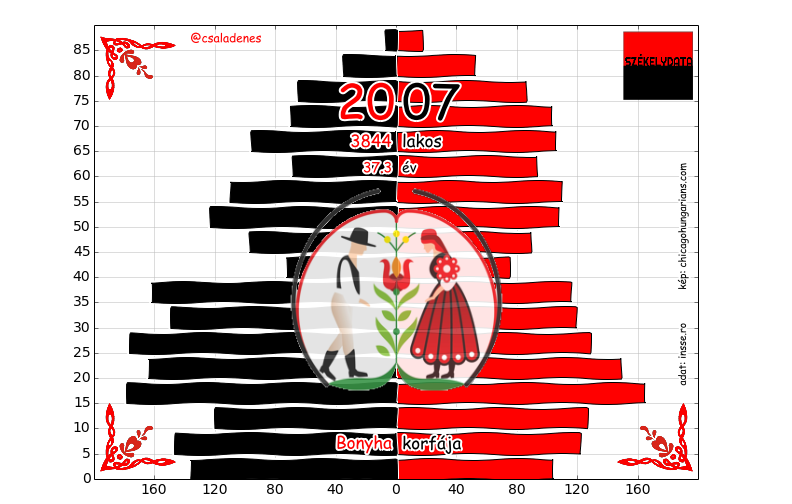 @csaladenes
SZÉKELYDATA
2007
3844 lakos
37.3 év
Bonyha korfája
kép: chicagohungarians.com
adat: insse.ro
85
80
75
70
65
60
55
50
45
40
35
30
25
20
15
10
5
0
160 120 80 40 0 40 80 120 160